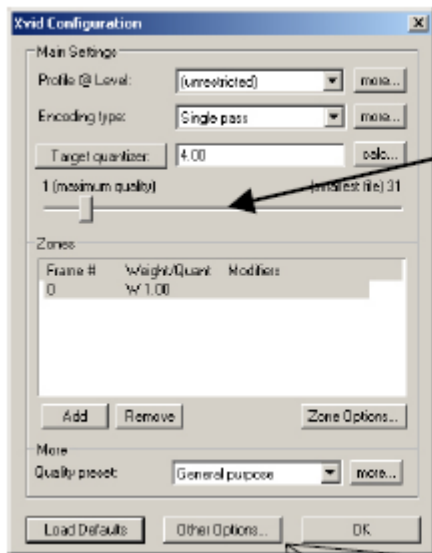 Xvid Configuration
Main Settings
Profile @ Level: (unrestricted) more...
Encoding type: Single pass more...
Target quantizer: 4.00 calc...
1 (maximum quality) (smallest file) 31
Zones
Frame # Weight/Quant Modifiers
0 W 1.00
Add Remove Zone Options...
More
Quality preset: General purpose more...
Load Defaults Other Options... OK